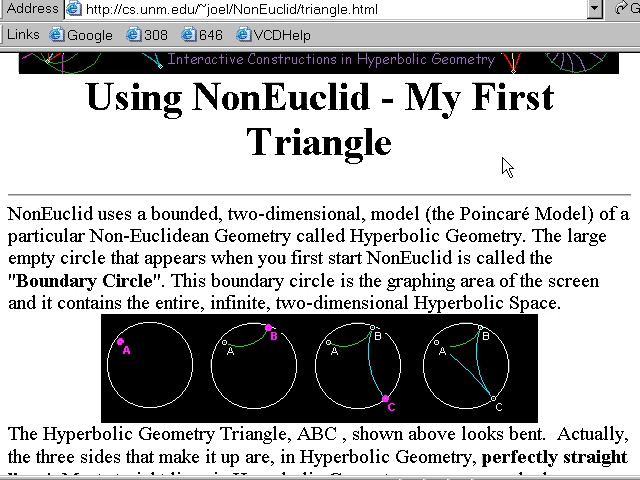 Address http://cs.unm.edu/~joel/NonEuclid/triangle.html G
Links Google 308 646 VCDHelp
Interactive Constructions in Hyperbolic Geometry
Using NonEuclid - My First
Triangle
NonEuclid uses a bounded, two-dimensional, model (the Poincaré Model) of a
particular Non-Euclidean Geometry called Hyperbolic Geometry. The large
empty circle that appears when you first start NonEuclid is called the
"Boundary Circle". This boundary circle is the graphing area of the screen
and it contains the entire, infinite, two-dimensional Hyperbolic Space.
A A B A B C A B C
The Hyperbolic Geometry Triangle, ABC , shown above looks bent. Actually,
the three sides that make it up are, in Hyperbolic Geometry, perfectly straight